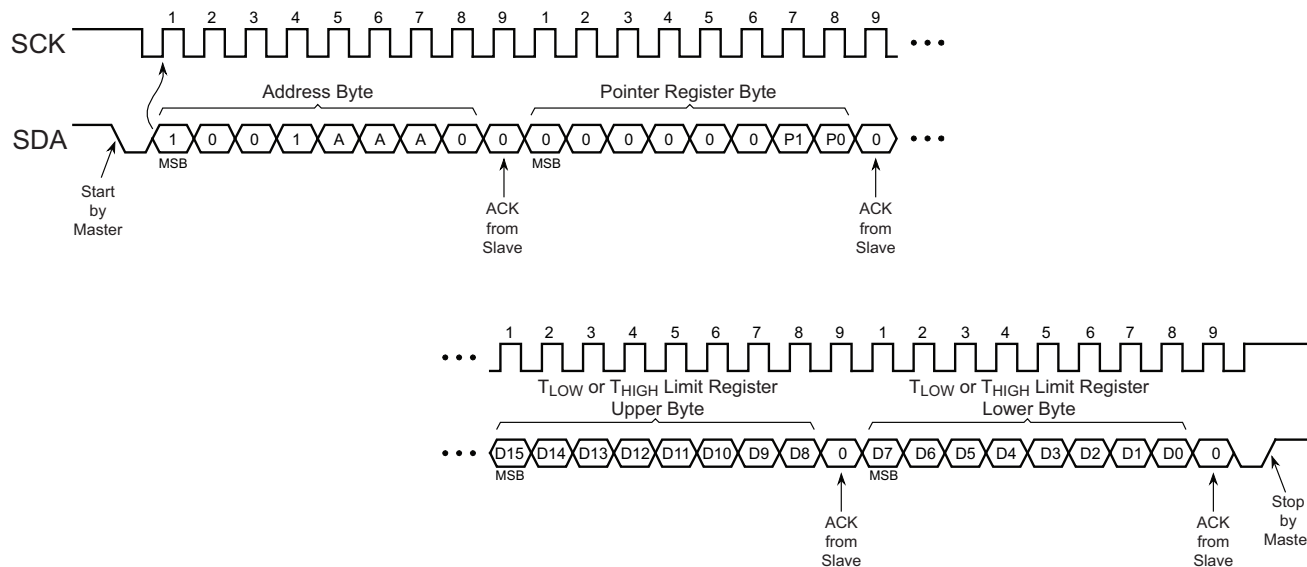 1 2 3 4 5 6 7 8 9 1 2 3 4 5 6 7 8 9
SCK
Address Byte Pointer Register Byte
SDA 1 0 0 1 A A A 0 0 0 0 0 0 0 0 P1 P0 0
MSB MSB
Start
by
Master
ACK
from
Slave
ACK
from
Slave
1 2 3 4 5 6 7 8 9 1 2 3 4 5 6 7 8 9
TLOW or THIGH Limit Register TLOW or THIGH Limit Register
Upper Byte Lower Byte
D15 D14 D13 D12 D11 D10 D9 D8 0 D7 D6 D5 D4 D3 D2 D1 D0 0
MSB MSB
ACK
from
Slave
ACK
from
Slave
Stop
by
Master